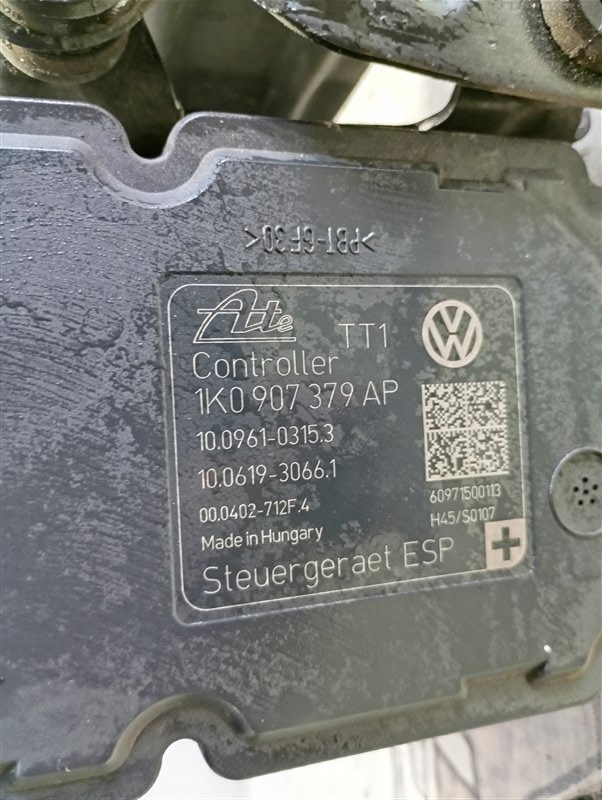 >PBT-GF30<
Ate
TT1
Controller
1K0 907 379 AP
10.0961-0315.3
10.0619-3066.1
00.0402-712F.4
60971500113
H45/S0107
Made in Hungary
Steuergeraet ESP